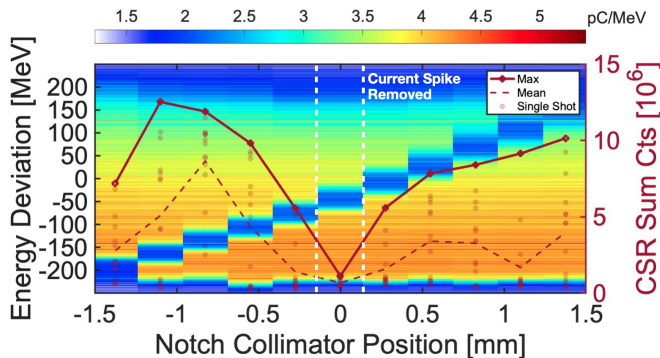 1.5 2 2.5 3 3.5 4 4.5 5 pC/MeV
Energy Deviation [MeV]
200
150
100
50
0
-50
-100
-150
-200
Current Spike
Removed
Max
Mean
Single Shot
15
10
5
0
CSR Sum Cts [10⁶]
-1.5 -1 -0.5 0 0.5 1 1.5
Notch Collimator Position [mm]